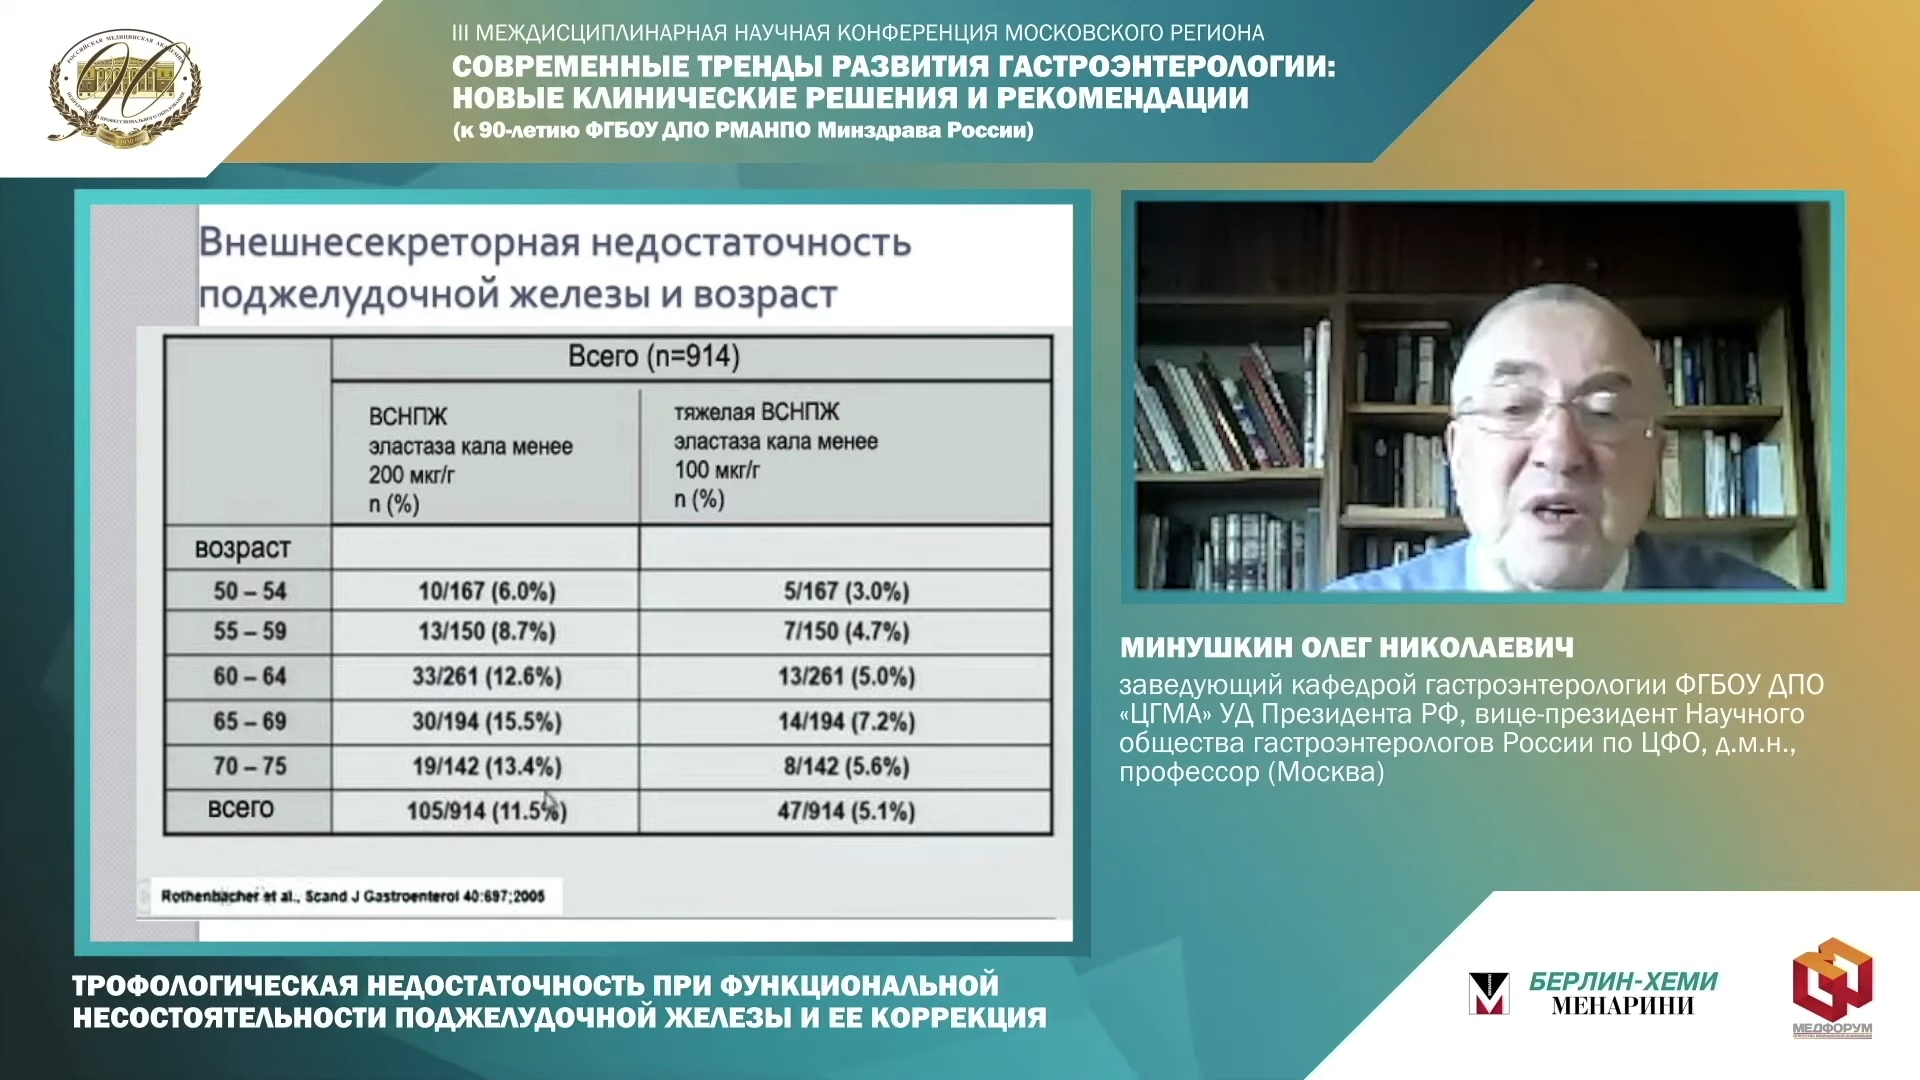 III МЕЖДИСЦИПЛИНАРНАЯ НАУЧНАЯ КОНФЕРЕНЦИЯ МОСКОВСКОГО РЕГИОНА
СОВРЕМЕННЫЕ ТРЕНДЫ РАЗВИТИЯ ГАСТРОЭНТЕРОЛОГИИ:
НОВЫЕ КЛИНИЧЕСКИЕ РЕШЕНИЯ И РЕКОМЕНДАЦИИ
(к 90-летию ФГБОУ ДПО РМАНПО Минздрава России)
Внешнесекреторная недостаточность
поджелудочной железы и возраст
Всего (n=914)
ВСНПЖ
эластаза кала менее
200 мкг/г
n (%)
тяжелая ВСНПЖ
эластаза кала менее
100 мкг/г
n (%)
возраст
50 – 54 10/167 (6.0%) 5/167 (3.0%)
55 – 59 13/150 (8.7%) 7/150 (4.7%)
60 – 64 33/261 (12.6%) 13/261 (5.0%)
65 – 69 30/194 (15.5%) 14/194 (7.2%)
70 – 75 19/142 (13.4%) 8/142 (5.6%)
всего 105/914 (11.5%) 47/914 (5.1%)
Rothenbacher et al., Scand J Gastroenterol 40:697;2005
МИНУШКИН ОЛЕГ НИКОЛАЕВИЧ
заведующий кафедрой гастроэнтерологии ФГБОУ ДПО
«ЦГМА» УД Президента РФ, вице-президент Научного
общества гастроэнтерологов России по ЦФО, д.м.н.,
профессор (Москва)
ТРОФОЛОГИЧЕСКАЯ НЕДОСТАТОЧНОСТЬ ПРИ ФУНКЦИОНАЛЬНОЙ
НЕСОСТОЯТЕЛЬНОСТИ ПОДЖЕЛУДОЧНОЙ ЖЕЛЕЗЫ И ЕЕ КОРРЕКЦИЯ
БЕРЛИН-ХЕМИ
МЕНАРИНИ
МЕДФОРУМ